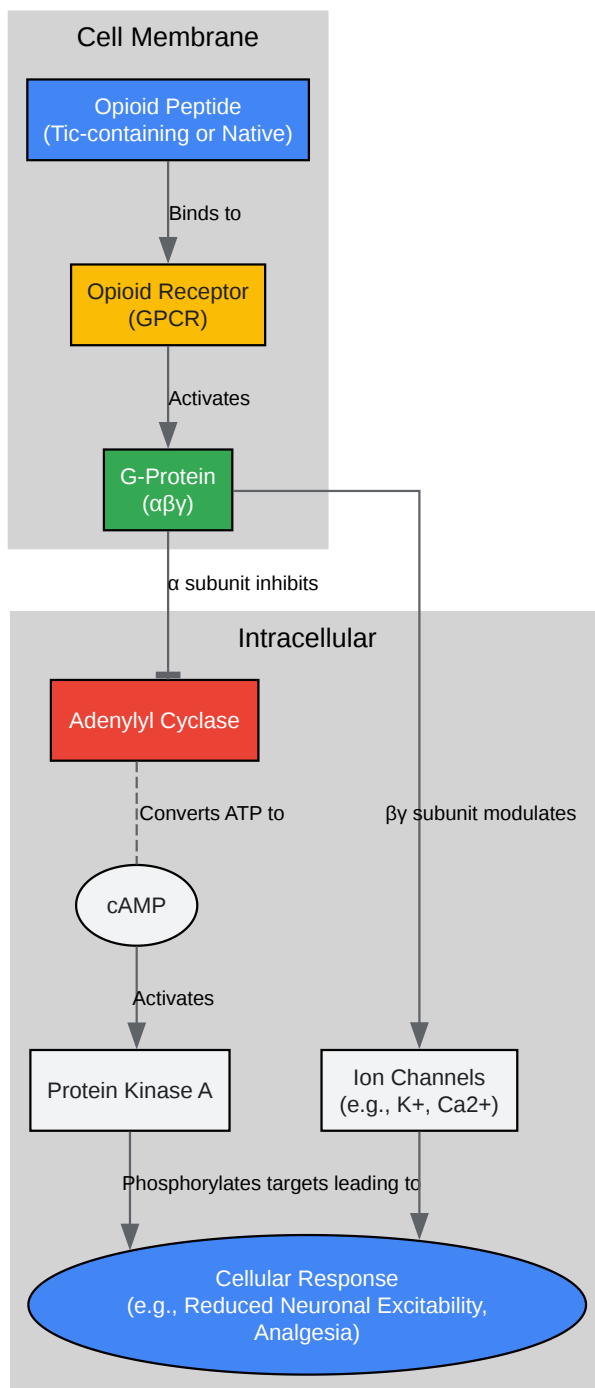 Cell Membrane
Opioid Peptide
(Tic-containing or Native)
Binds to
Opioid Receptor
(GPCR)
Activates
G-Protein
(αβγ)
α subunit inhibits
Intracellular
Adenylyl Cyclase
Converts ATP to
βγ subunit modulates
cAMP
Activates
Protein Kinase A
Ion Channels
(e.g., K+, Ca2+)
Phosphorylates targets leading to
Cellular Response
(e.g., Reduced Neuronal Excitability,
Analgesia)